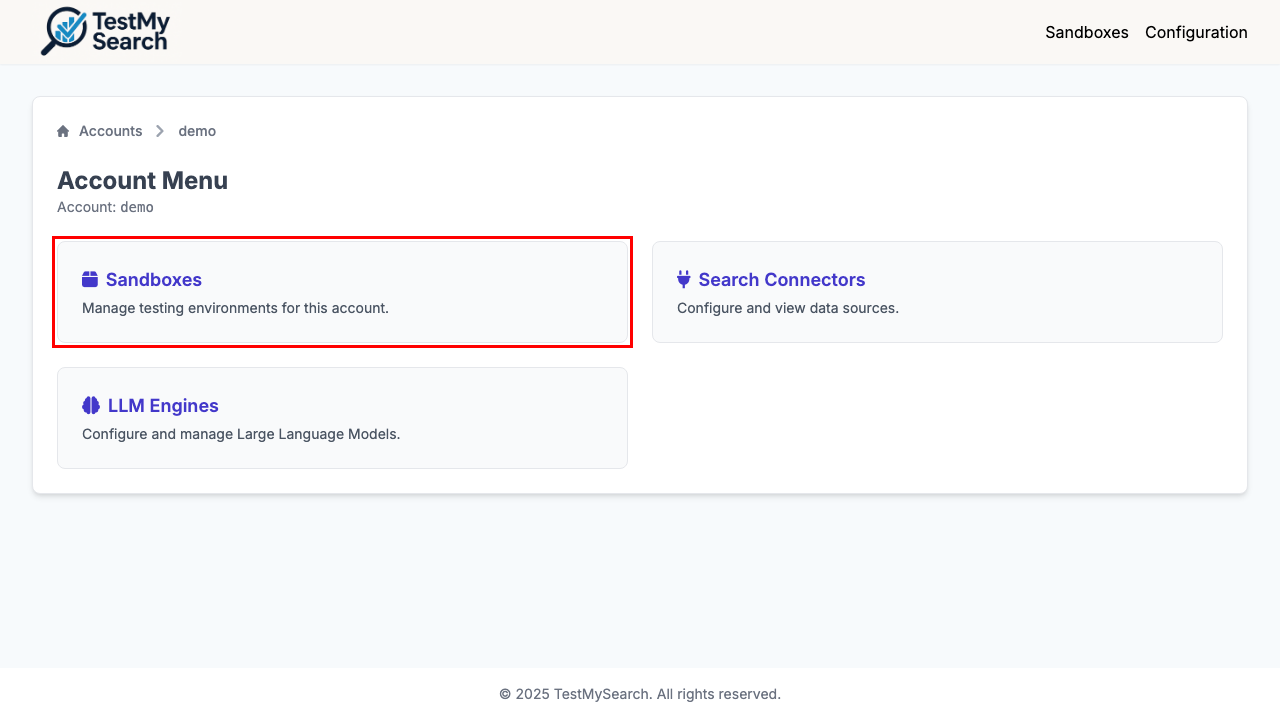 TestMy
Search
Sandboxes Configuration
Accounts demo
Account Menu
Account: demo
Sandboxes
Manage testing environments for this account.
Search Connectors
Configure and view data sources.
LLM Engines
Configure and manage Large Language Models.
© 2025 TestMySearch. All rights reserved.